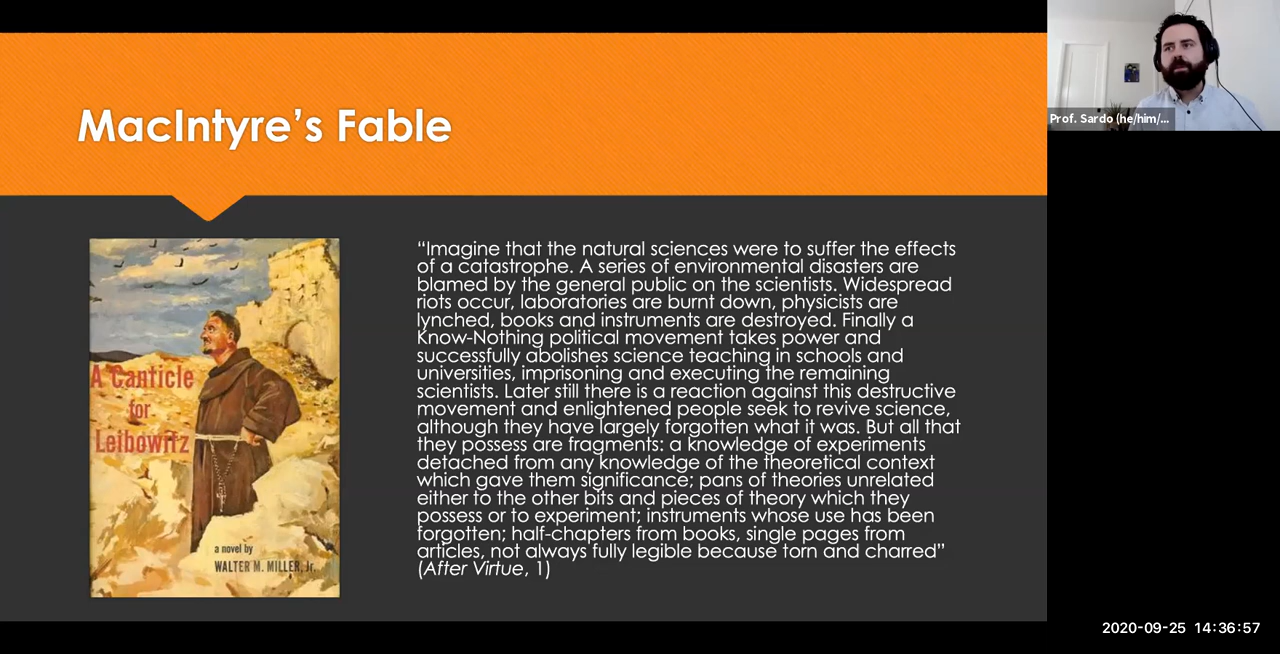 MacIntyre’s Fable
A Canticle
for
Leibowitz
a novel by
WALTER M. MILLER, Jr.
“Imagine that the natural sciences were to suffer the effects
of a catastrophe. A series of environmental disasters are
blamed by the general public on the scientists. Widespread
riots occur, laboratories are burnt down, physicists are
lynched, books and instruments are destroyed. Finally a
Know-Nothing political movement takes power and
successfully abolishes science teaching in schools and
universities, imprisoning and executing the remaining
scientists. Later still there is a reaction against this destructive
movement and enlightened people seek to revive science,
although they have largely forgotten what it was. But all that
they possess are fragments: a knowledge of experiments
detached from any knowledge of the theoretical context
which gave them significance; pans of theories unrelated
either to the other bits and pieces of theory which they
possess or to experiment; instruments whose use has been
forgotten; half-chapters from books, single pages from
articles, not always fully legible because torn and charred”
(After Virtue, 1)
Prof. Sardo (he/him/...
2020-09-25 14:36:57